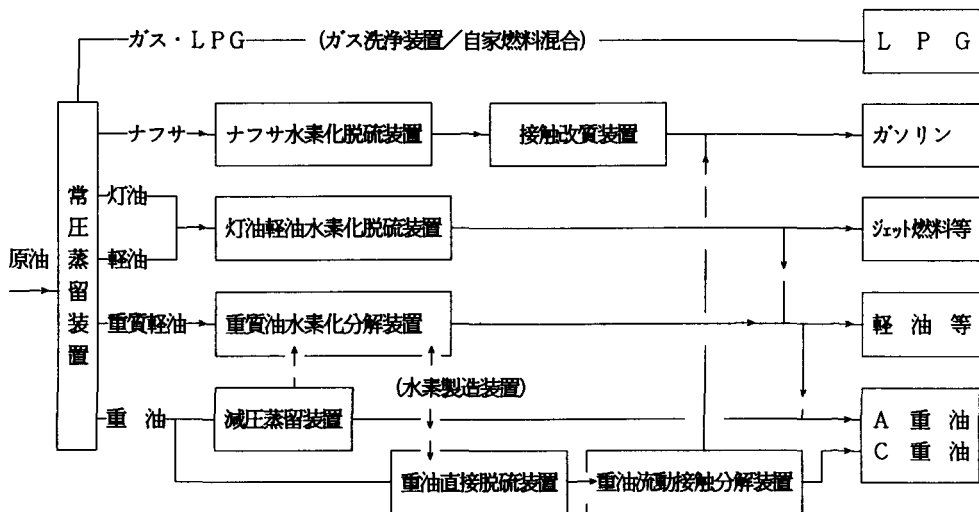 ガス・LPG (ガス洗浄装置/自家燃料混合) L P G
ナフサ ナフサ水素化脱硫装置 接触改質装置 ガソリン
常圧蒸留装置
灯油
灯油軽油水素化脱硫装置 ジェット燃料等
原油 軽油
重質軽油 重質油水素化分解装置 軽油等
(水素製造装置)
重油 減圧蒸留装置 A重油
C重油
重油直接脱硫装置 重油流動接触分解装置